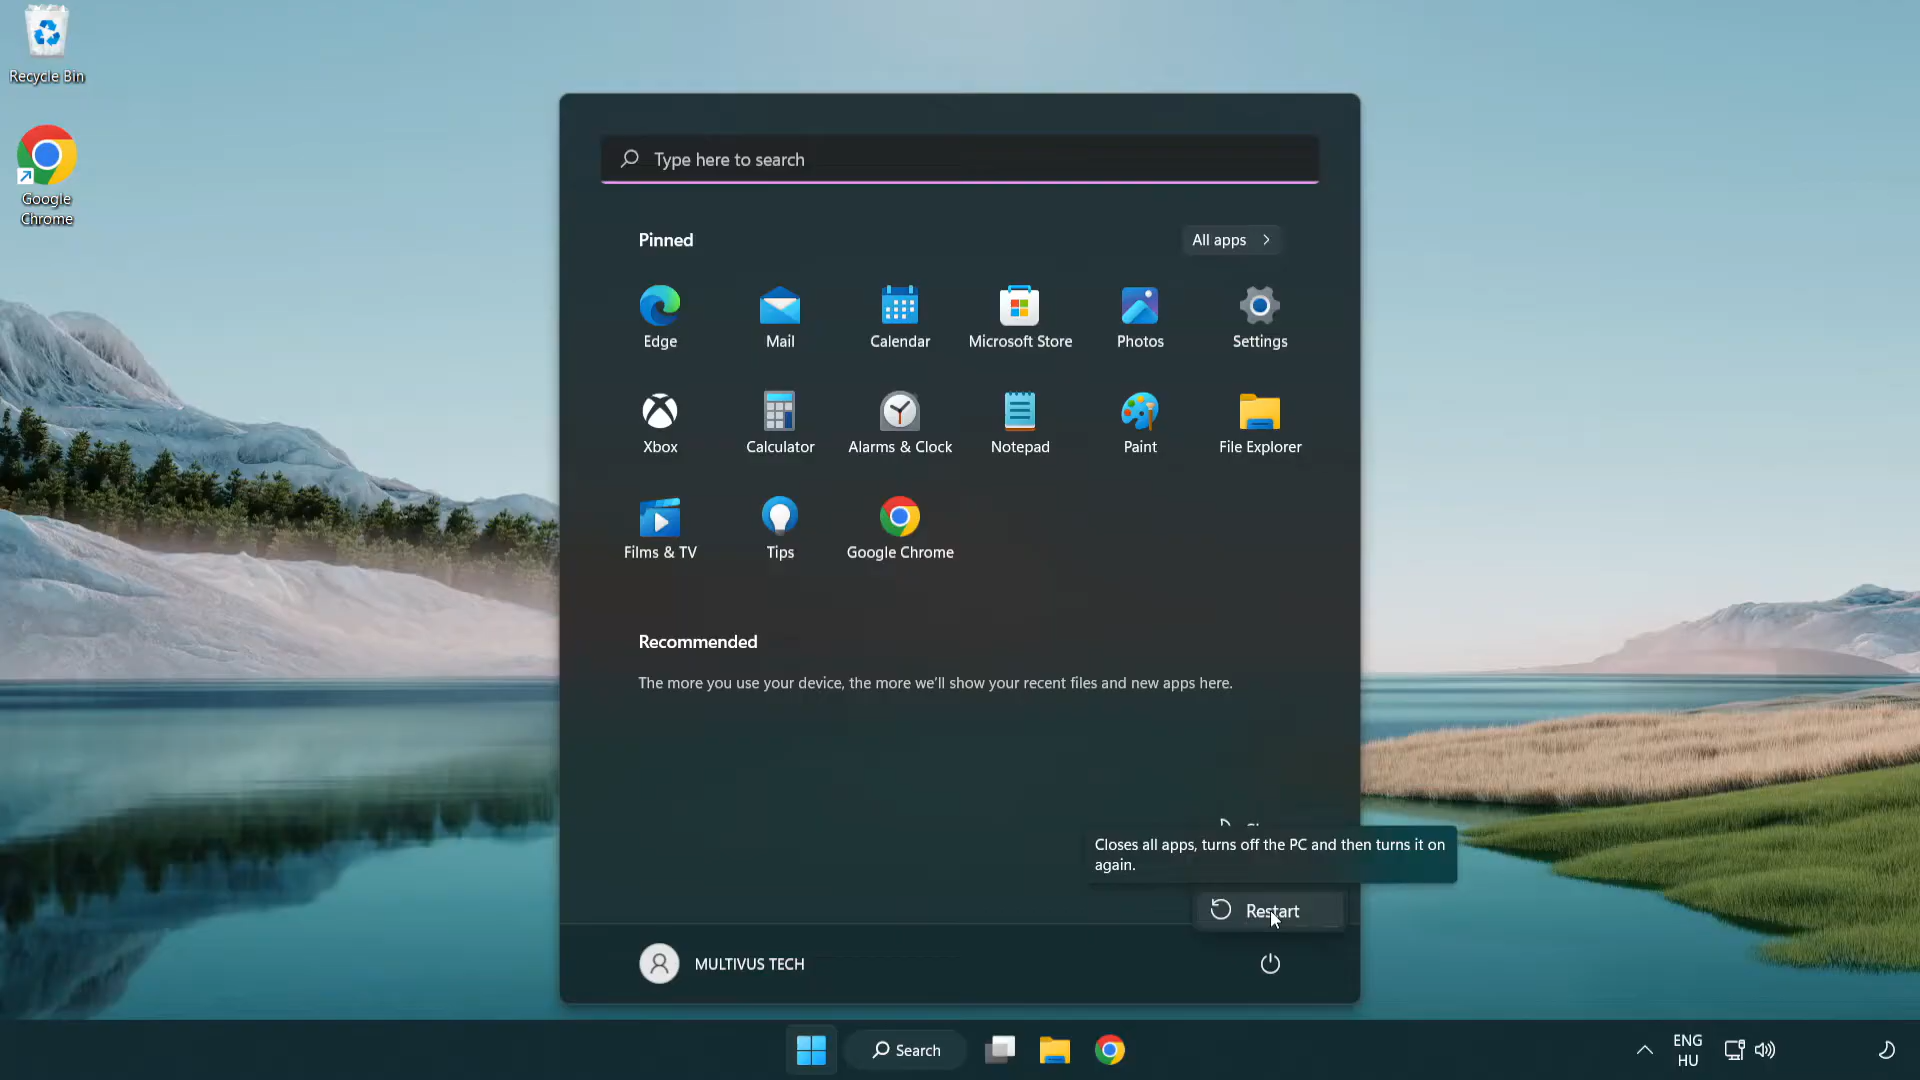 Recycle Bin
Google
Chrome
Type here to search
Pinned
All apps
Edge
Mail
Calendar
Microsoft Store
Photos
Settings
Xbox
Calculator
Alarms & Clock
Notepad
Paint
File Explorer
Films & TV
Tips
Google Chrome
Recommended
The more you use your device, the more we'll show your recent files and new apps here.
Closes all apps, turns off the PC and then turns it on
again.
Restart
MULTIVUS TECH
Search
ENG
HU